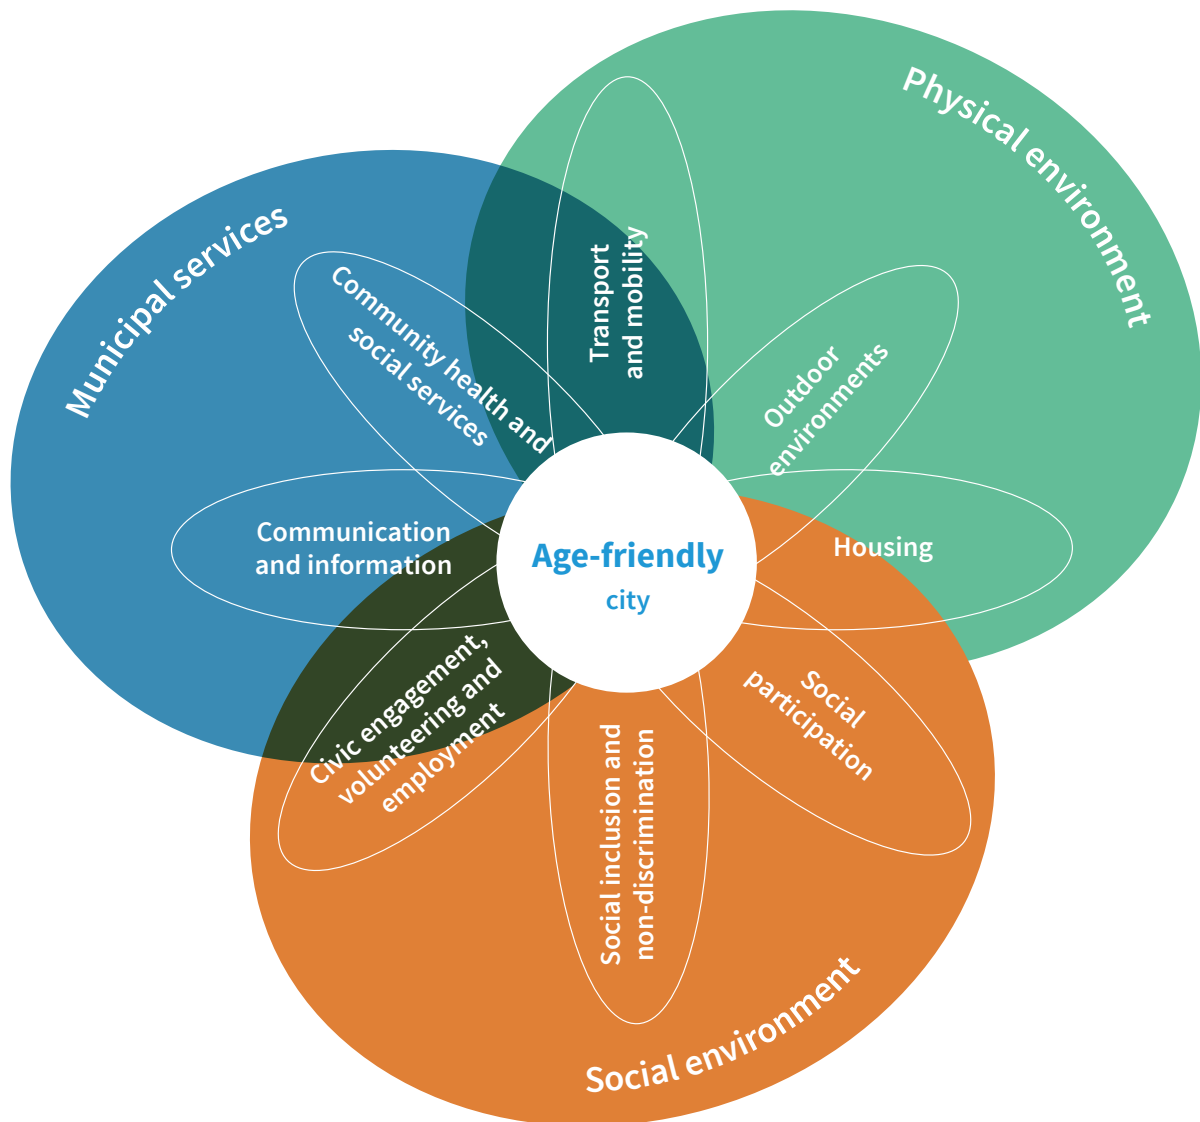 Physical environment
Municipal services
Transport
and mobility
Community health and
social services
Outdoor
environments
Communication
and information
Age-friendly
city
Housing
Civic engagement,
volunteering and
employment
Social
participation
Social inclusion and
non-discrimination
Social environment